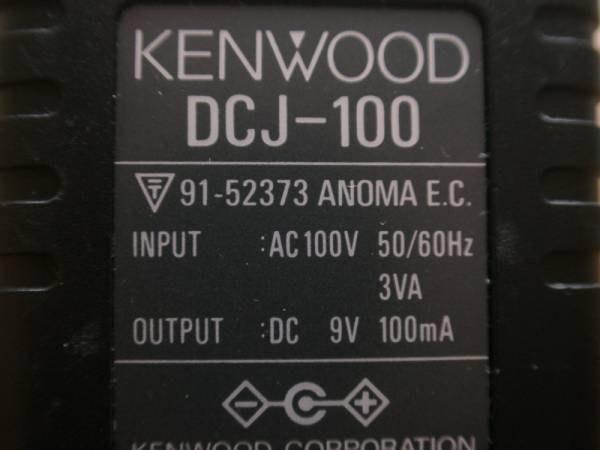 KENWOOD
DCJ-100
T 91-52373 ANOMA E.C.
INPUT :AC100V 50/60Hz
3VA
OUTPUT :DC 9V 100mA
- C +
KENWOOD CORPORATION